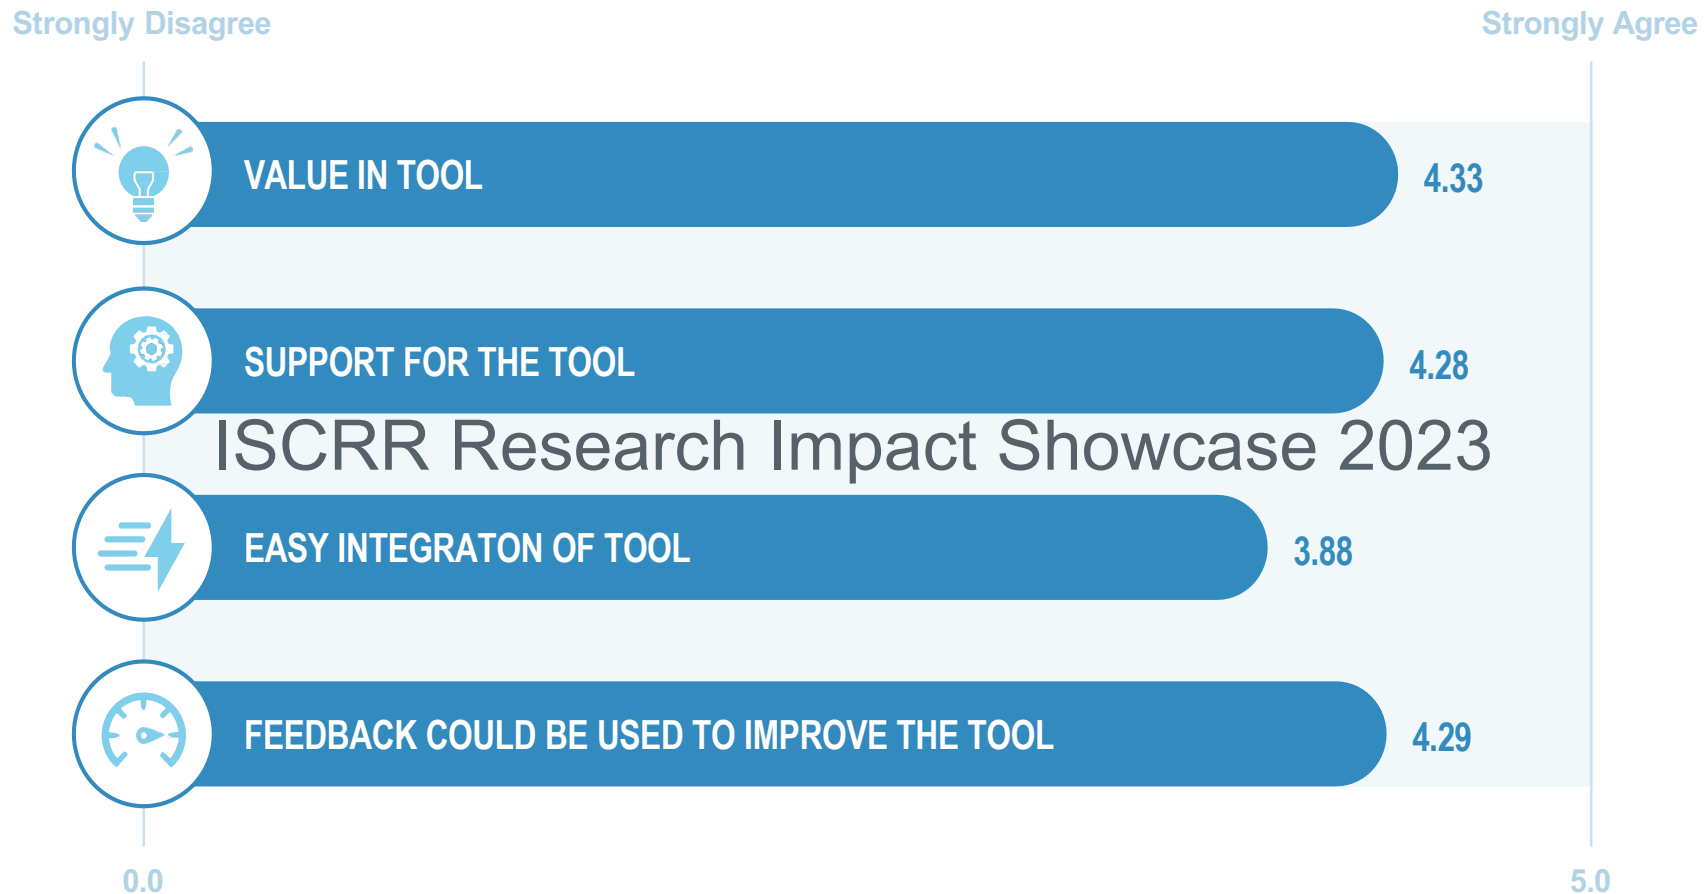 Strongly Disagree
Strongly Agree
VALUE IN TOOL
4.33
SUPPORT FOR THE TOOL
4.28
ISCRR Research Impact Showcase 2023
EASY INTEGRATON OF TOOL
3.88
FEEDBACK COULD BE USED TO IMPROVE THE TOOL
4.29
0.0
5.0